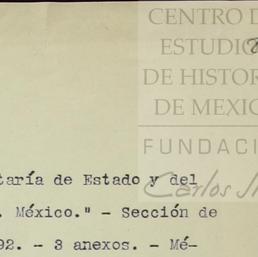 CENTRO D
ESTUDIO
DE HISTOR
DE MEXIC
FUNDACI
Carlos Sl
taría de Estado y del
. México." - Sección de
92. - 3 anexos. - Mé-